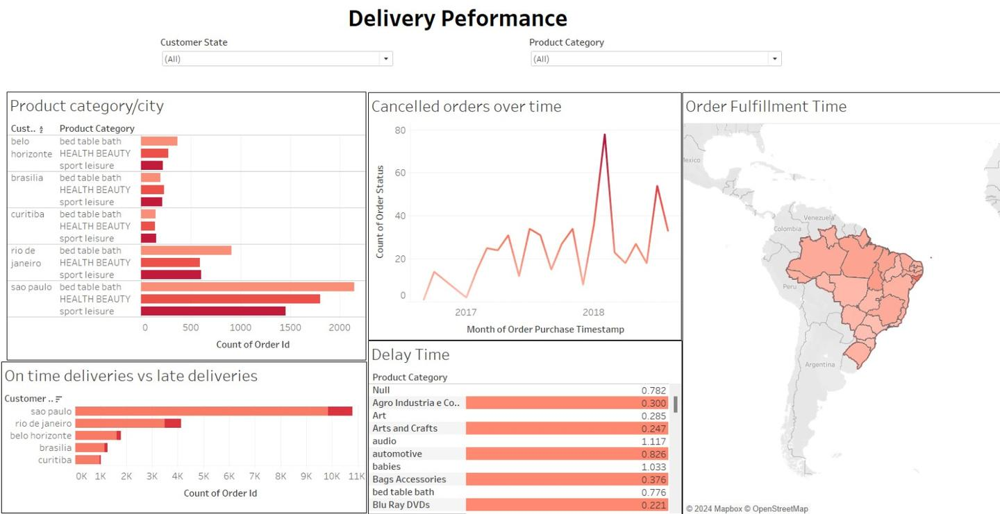 Delivery Peformance
Customer State
(All)
Product Category
(All)
Product category/city
Cust.. Product Category
belo horizonte
bed table bath
HEALTH BEAUTY
sport leisure
brasilia
bed table bath
HEALTH BEAUTY
sport leisure
curitiba
bed table bath
HEALTH BEAUTY
sport leisure
rio de janeiro
bed table bath
HEALTH BEAUTY
sport leisure
sao paulo
bed table bath
HEALTH BEAUTY
sport leisure
0 500 1000 1500 2000
Count of Order Id
On time deliveries vs late deliveries
Customer ..
sao paulo
rio de janeiro
belo horizonte
brasilia
curitiba
0K 1K 2K 3K 4K 5K 6K 7K 8K 9K 10K 11K
Count of Order Id
Cancelled orders over time
Count of Order Status
80
60
40
20
0
2017 2018
Month of Order Purchase Timestamp
Delay Time
Product Category
Null 0.782
Agro Industria e Co.. 0.300
Art 0.285
Arts and Crafts 0.247
audio 1.117
automotive 0.826
babies 1.033
Bags Accessories 0.376
bed table bath 0.776
Blu Ray DVDs 0.221
Order Fulfillment Time
Mexico
Venezuela
Colombia
Peru
Argentina
© 2024 Mapbox © OpenStreetMap